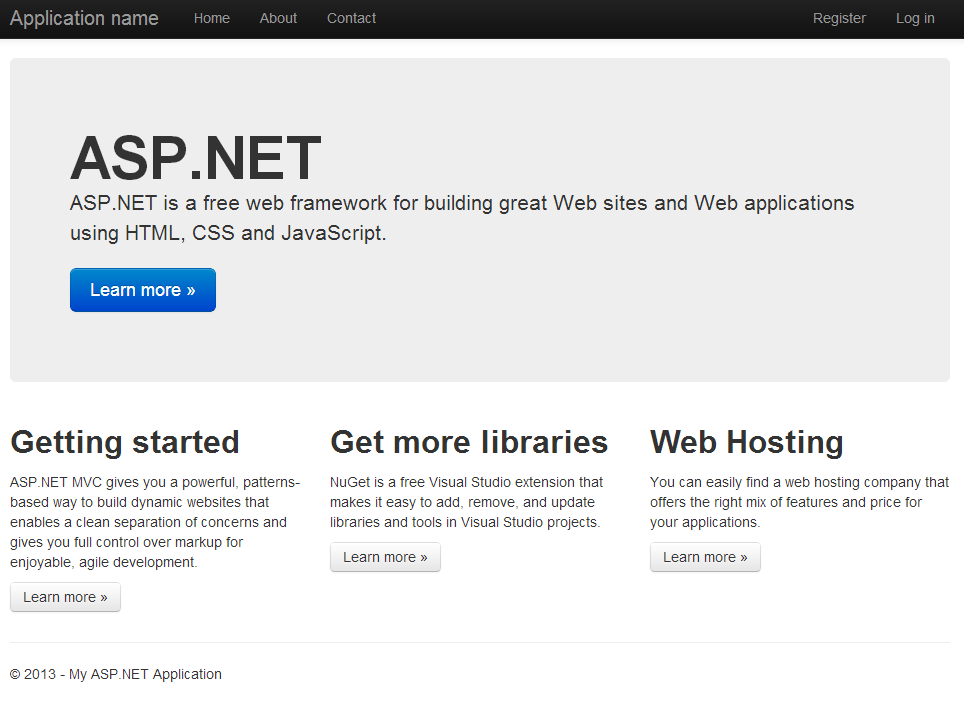 Application name Home About Contact Register Log in
ASP.NET
ASP.NET is a free web framework for building great Web sites and Web applications
using HTML, CSS and JavaScript.
Learn more »
Getting started
ASP.NET MVC gives you a powerful, patterns-
based way to build dynamic websites that
enables a clean separation of concerns and
gives you full control over markup for
enjoyable, agile development.
Learn more »
Get more libraries
NuGet is a free Visual Studio extension that
makes it easy to add, remove, and update
libraries and tools in Visual Studio projects.
Learn more »
Web Hosting
You can easily find a web hosting company that
offers the right mix of features and price for
your applications.
Learn more »
© 2013 - My ASP.NET Application